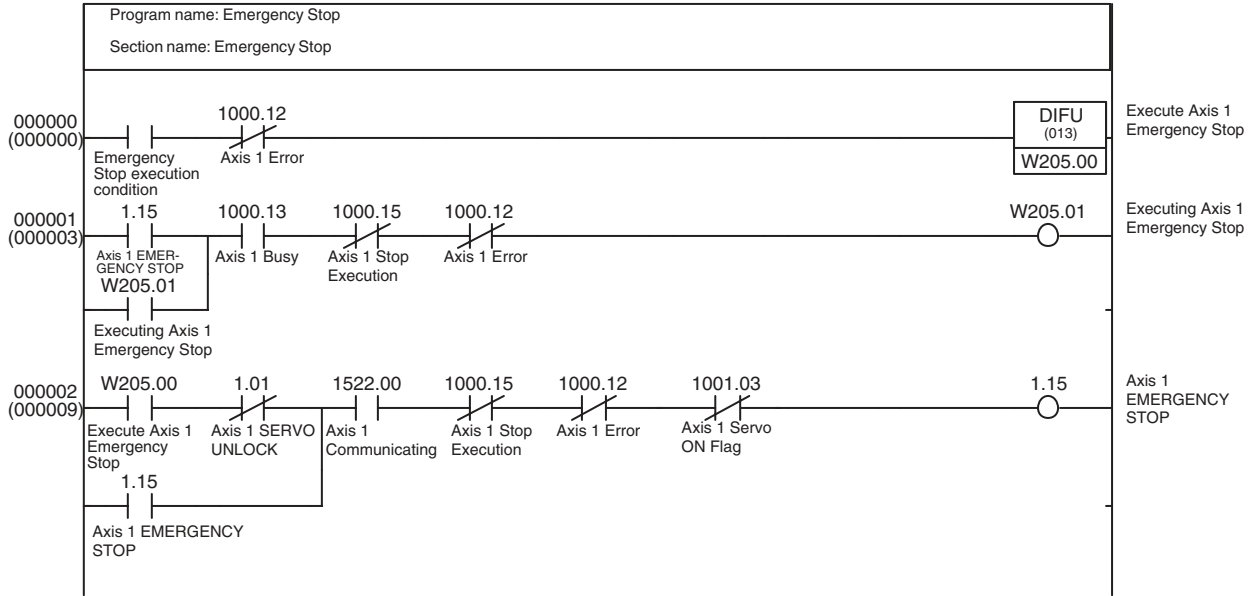 Program name: Emergency Stop
Section name: Emergency Stop
000000
(000000)
1000.12
Emergency
Stop execution
condition
Axis 1 Error
DIFU
(013)
W205.00
Execute Axis 1
Emergency Stop
000001
(000003)
1.15
1000.13
1000.15
1000.12
W205.01
Executing Axis 1
Emergency Stop
Axis 1 EMER-
GENCY STOP
Axis 1 Busy
Axis 1 Stop
Execution
Axis 1 Error
W205.01
Executing Axis 1
Emergency Stop
000002
(000009)
W205.00
1.01
1522.00
1000.15
1000.12
1001.03
1.15
Axis 1
EMERGENCY
STOP
Execute Axis 1
Emergency
Stop
Axis 1 SERVO
UNLOCK
Axis 1
Communicating
Axis 1 Stop
Execution
Axis 1 Error
Axis 1 Servo
ON Flag
1.15
Axis 1 EMERGENCY
STOP